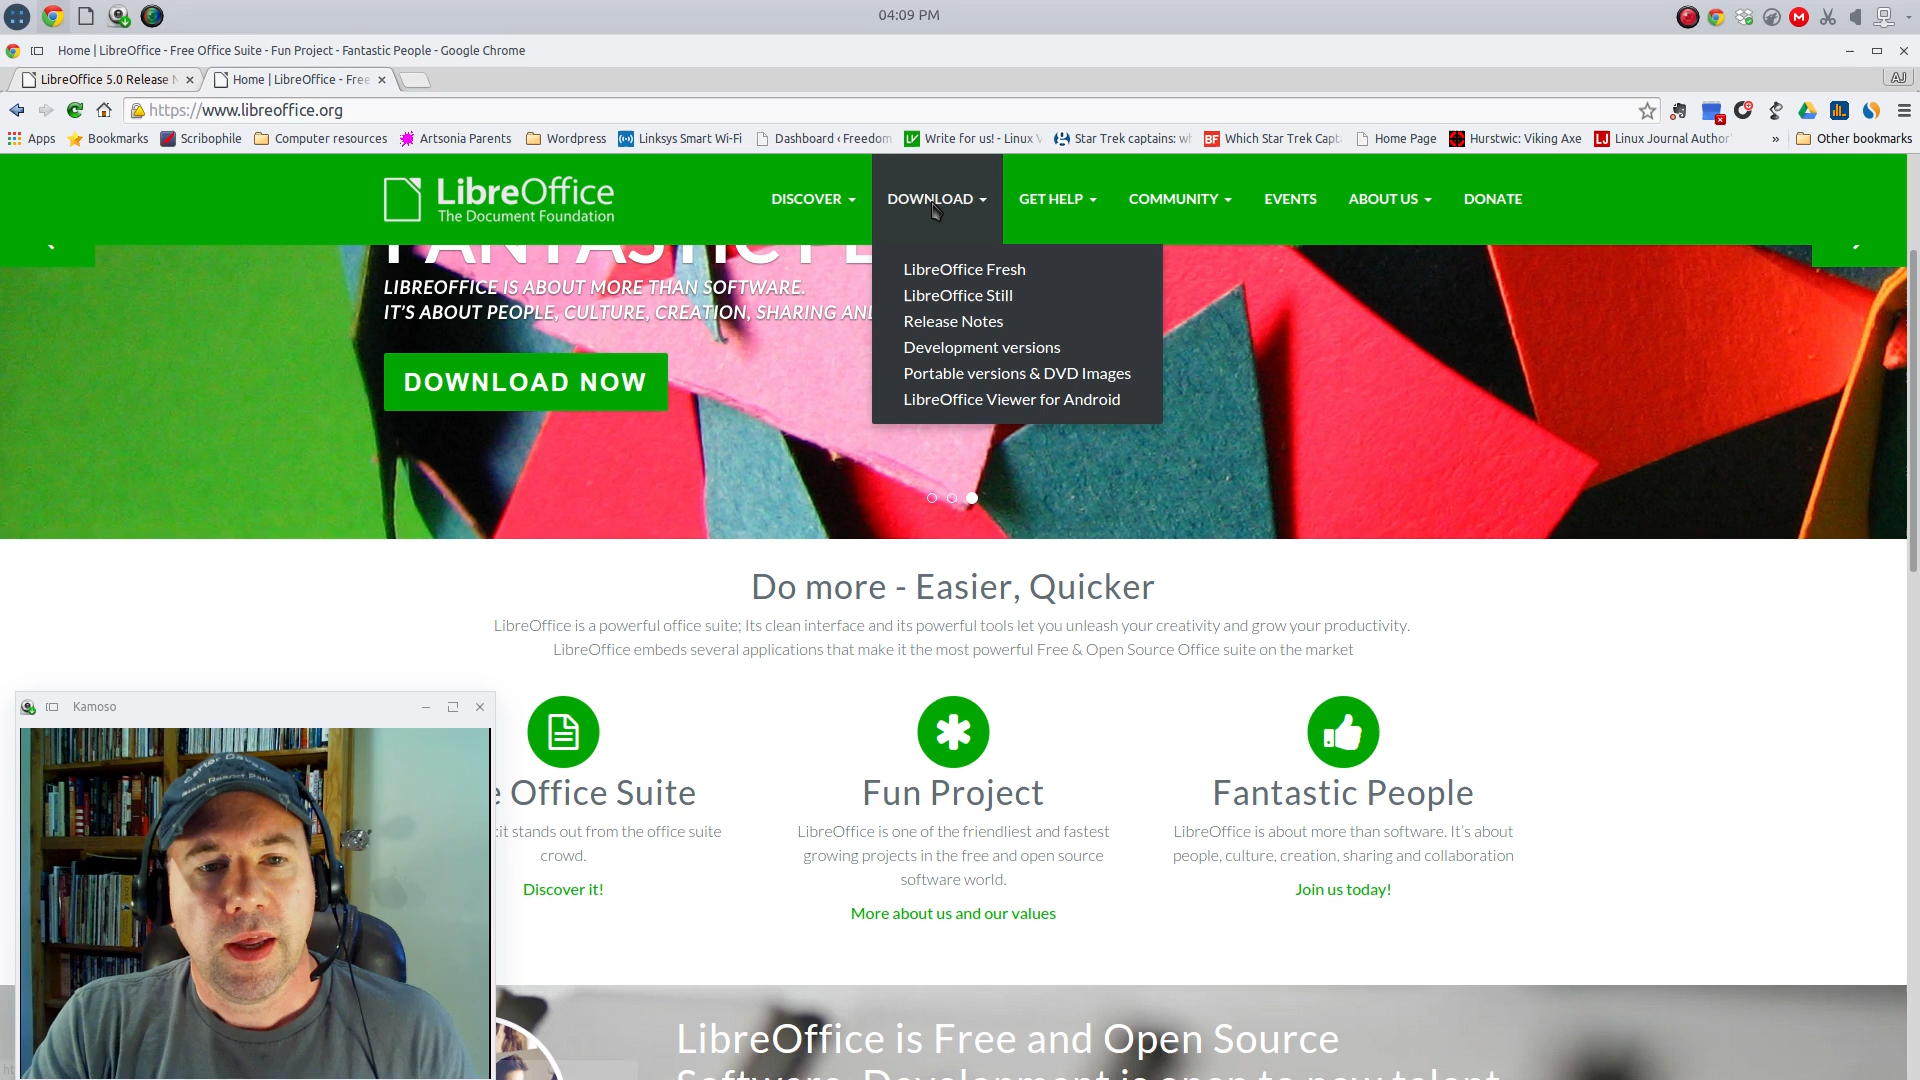 04:09 PM
Home | LibreOffice - Free Office Suite - Fun Project - Fantastic People - Google Chrome
LibreOffice 5.0 Release
Home | LibreOffice - Free
AJ
https://www.libreoffice.org
Apps
Bookmarks
Scribophile
Computer resources
Artsonia Parents
Wordpress
Linksys Smart Wi-Fi
Dashboard ‹ Freedom
Write for us! - Linux
Star Trek captains:
Which Star Trek
Home Page
Hurstwic: Viking Axe
Linux Journal Author
»
Other bookmarks
LibreOffice
The Document Foundation
DISCOVER
DOWNLOAD
GET HELP
COMMUNITY
EVENTS
ABOUT US
DONATE
LIBREOFFICE IS ABOUT MORE THAN SOFTWARE.
IT'S ABOUT PEOPLE, CULTURE, CREATION, SHARING
DOWNLOAD NOW
LibreOffice Fresh
LibreOffice Still
Release Notes
Development versions
Portable versions & DVD Images
LibreOffice Viewer for Android
Do more - Easier, Quicker
LibreOffice is a powerful office suite; Its clean interface and its powerful tools let you unleash your creativity and grow your productivity.
LibreOffice embeds several applications that make it the most powerful Free & Open Source Office suite on the market
Kamoso
Office Suite
it stands out from the office suite
crowd.
Discover it!
Fun Project
LibreOffice is one of the friendliest and fastest
growing projects in the free and open source
software world.
More about us and our values
Fantastic People
LibreOffice is about more than software. It's about
people, culture, creation, sharing and collaboration
Join us today!
LibreOffice is Free and Open Source
Software. Development is open to new talent